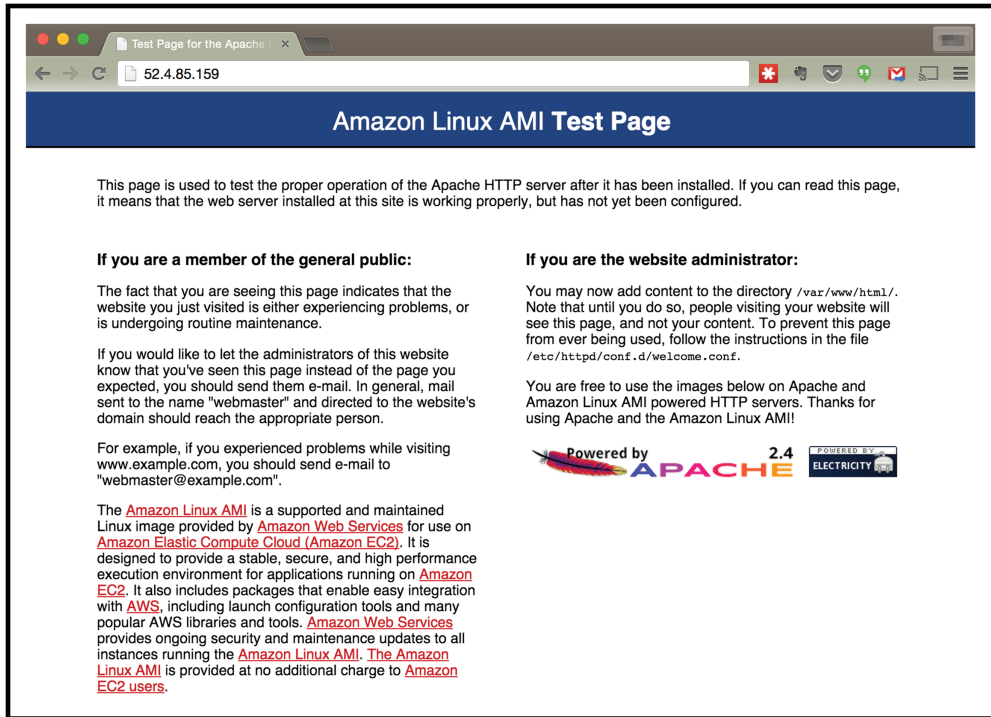 Test Page for the Apache
52.4.85.159
Amazon Linux AMI Test Page
This page is used to test the proper operation of the Apache HTTP server after it has been installed. If you can read this page,
it means that the web server installed at this site is working properly, but has not yet been configured.
If you are a member of the general public:
The fact that you are seeing this page indicates that the
website you just visited is either experiencing problems, or
is undergoing routine maintenance.
If you would like to let the administrators of this website
know that you've seen this page instead of the page you
expected, you should send them e-mail. In general, mail
sent to the name "webmaster" and directed to the website's
domain should reach the appropriate person.
For example, if you experienced problems while visiting
www.example.com, you should send e-mail to
"webmaster@example.com".
The Amazon Linux AMI is a supported and maintained
Linux image provided by Amazon Web Services for use on
Amazon Elastic Compute Cloud (Amazon EC2). It is
designed to provide a stable, secure, and high performance
execution environment for applications running on Amazon
EC2. It also includes packages that enable easy integration
with AWS, including launch configuration tools and many
popular AWS libraries and tools. Amazon Web Services
provides ongoing security and maintenance updates to all
instances running the Amazon Linux AMI. The Amazon
Linux AMI is provided at no additional charge to Amazon
EC2 users.
If you are the website administrator:
You may now add content to the directory /var/www/html/.
Note that until you do so, people visiting your website will
see this page, and not your content. To prevent this page
from ever being used, follow the instructions in the file
/etc/httpd/conf.d/welcome.conf.
You are free to use the images below on Apache and
Amazon Linux AMI powered HTTP servers. Thanks for
using Apache and the Amazon Linux AMI!
Powered by 2.4
APACHE
POWERED BY
ELECTRICITY